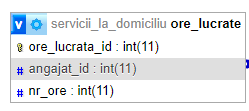 v servicii_la_domiciliu ore_lucrate
ore_lucrata_id : int(11)
# angajat_id : int(11)
# nr_ore : int(11)